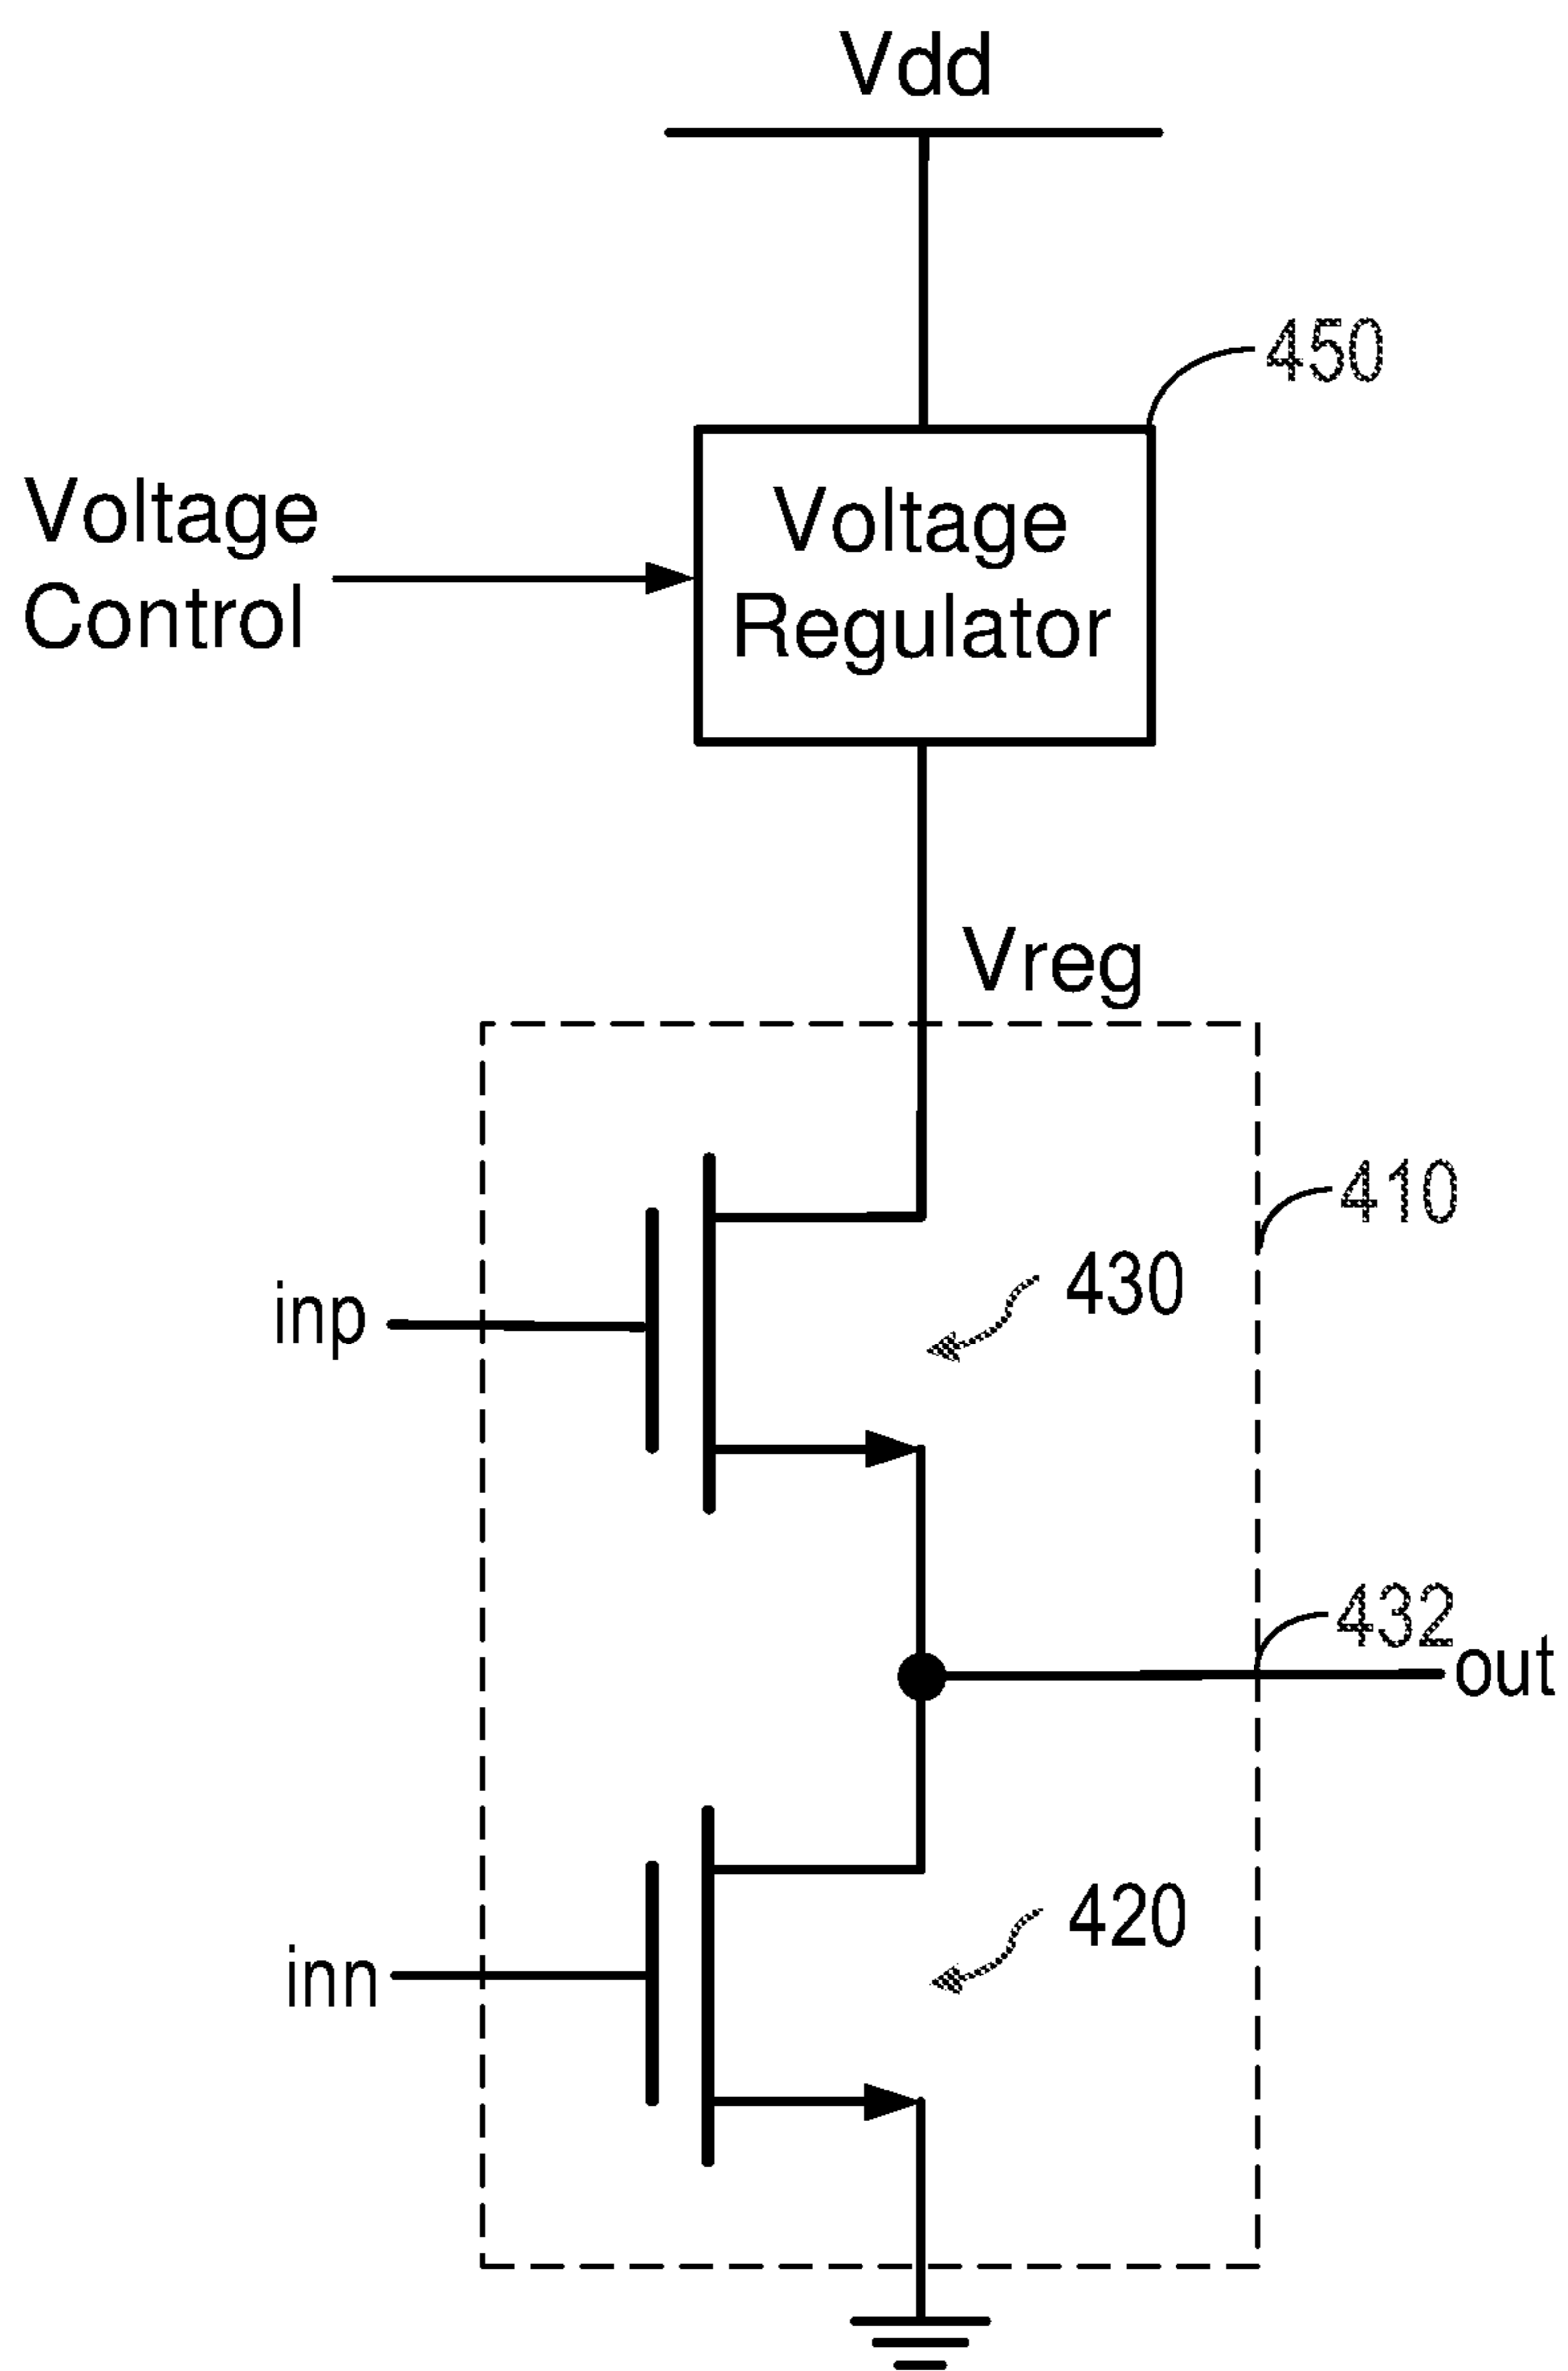 Vdd
450
Voltage
Control
Voltage
Regulator
Vreg
410
430
inp
432
out
420
inn